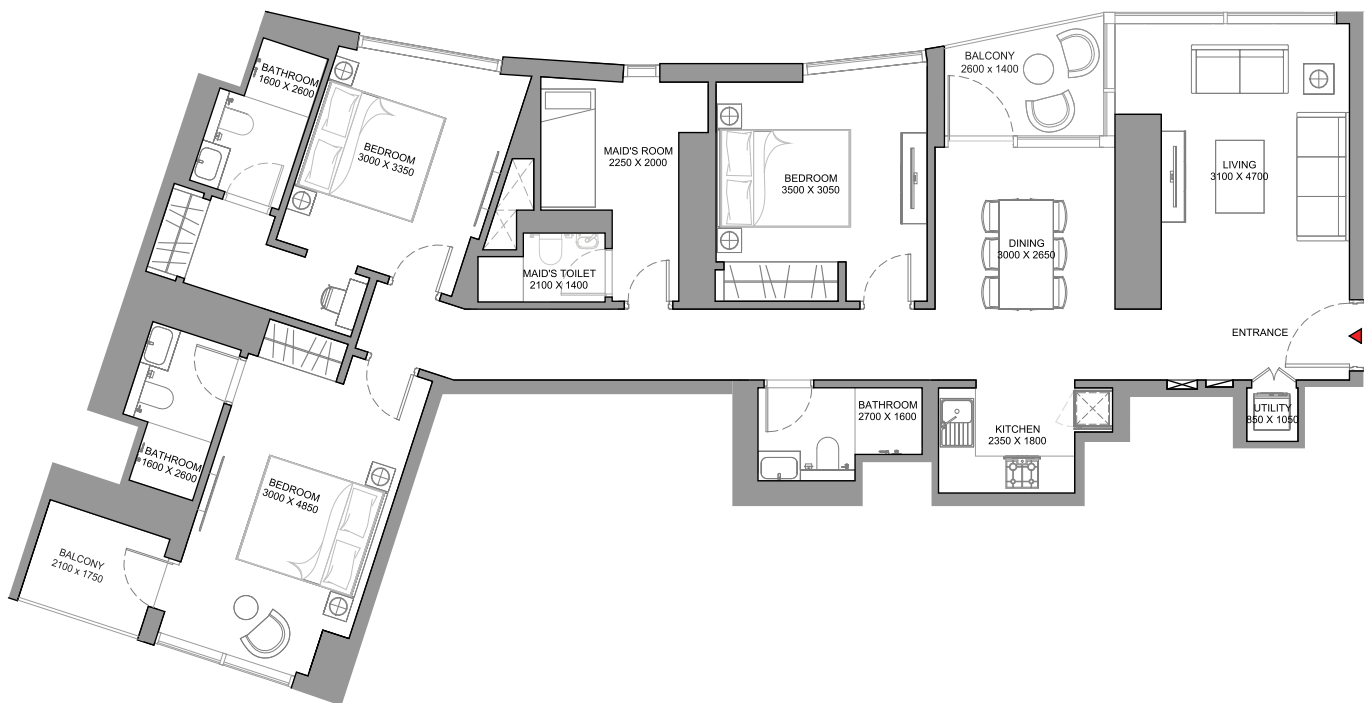 BATHROOM
1600 X 2600
BEDROOM
3000 X 3350
MAID'S ROOM
2250 X 2000
BEDROOM
3500 X 3050
BALCONY
2600 x 1400
LIVING
3100 X 4700
DINING
3000 X 2650
MAID'S TOILET
2100 X 1400
ENTRANCE
BATHROOM
2700 X 1600
KITCHEN
2350 X 1800
UTILITY
850 X 1050
BATHROOM
1600 X 2600
BEDROOM
3000 X 4850
BALCONY
2100 x 1750